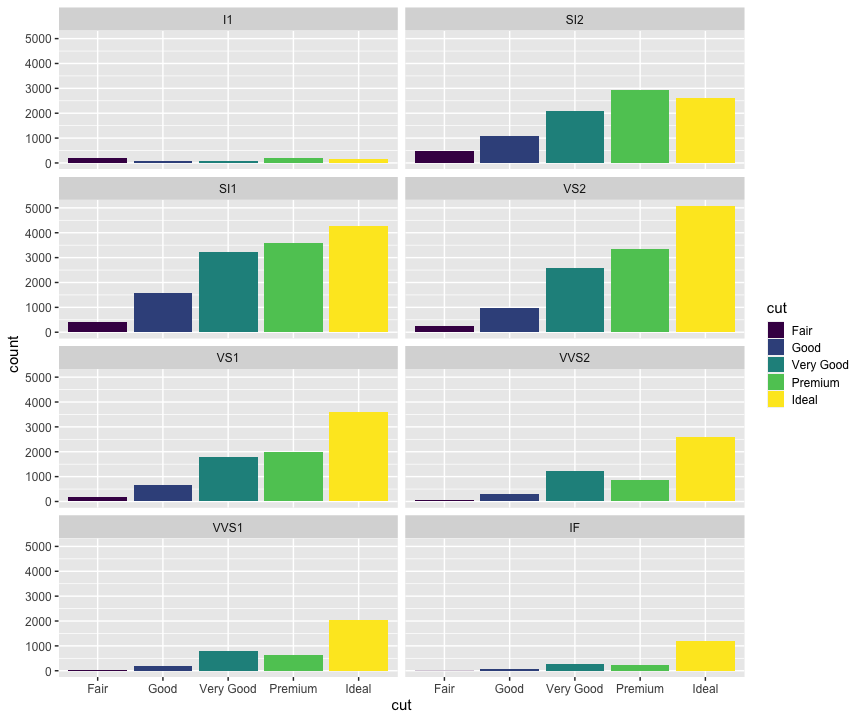 I1
SI2
5000
4000
3000
2000
1000
0
SI1
VS2
5000
4000
3000
2000
1000
0
VS1
VVS2
5000
4000
3000
2000
1000
0
VVS1
IF
5000
4000
3000
2000
1000
0
Fair Good Very Good Premium Ideal
Fair Good Very Good Premium Ideal
cut
count
cut
Fair
Good
Very Good
Premium
Ideal